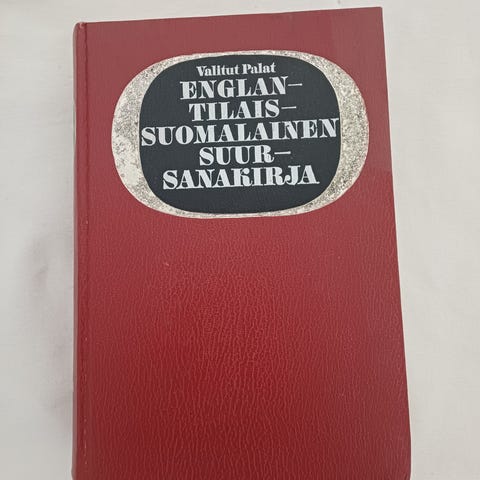 Valitut Palat
ENGLAN-
TILAIS-
SUOMALAINEN
SUUR-
SANAKIRJA